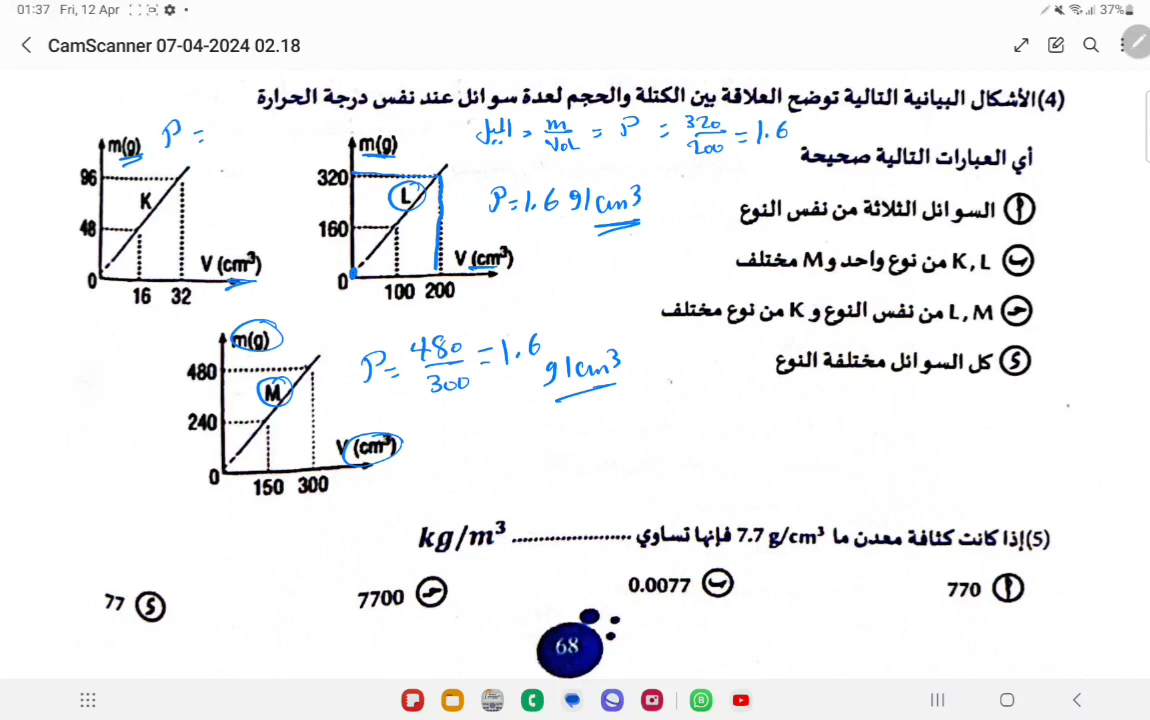 01:37 Fri, 12 Apr
37%
CamScanner 07-04-2024 02.18
(4)الأشكال البيانية التالية توضح العلاقة بين الكتلة والحجم لعدة سوائل عند نفس درجة الحرارة
الميل = m/Vol = ρ = 320/200 = 1.6
ρ =
m(g)
96
48
0
K
V (cm³)
16 32
m(g)
320
160
0
L
V (cm³)
100 200
ρ = 1.6 g/cm³
أي العبارات التالية صحيحة
أ السوائل الثلاثة من نفس النوع
ب K, L من نوع واحد و M مختلف
ج L, M من نفس النوع و K من نوع مختلف
د كل السوائل مختلفة النوع
m(g)
480
240
0
M
V (cm³)
150 300
ρ = 480/300 = 1.6 g/cm³
(5)إذا كانت كثافة معدن ما 7.7 g/cm³ فإنها تساوي ..................... kg/m³
أ 770
ب 0.0077
ج 7700
د 77
68